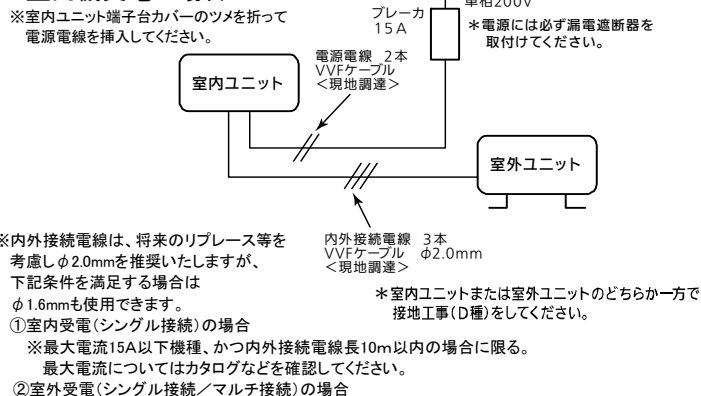 ※室内ユニット端子台カバーのツメを折って
電源電線を挿入してください。
単相200V
ブレーカ
15A
＊電源には必ず漏電遮断器を
取付けてください。
電源電線 2本
VVFケーブル
＜現地調達＞
室内ユニット
室外ユニット
内外接続電線 3本
VVFケーブル φ2.0mm
＜現地調達＞
＊室内ユニットまたは室外ユニットのどちらか一方で
接地工事(D種)をしてください。
※内外接続電線は、将来のリプレース等を
考慮しφ2.0mmを推奨いたしますが、
下記条件を満足する場合は
φ1.6mmも使用できます。
①室内受電(シングル接続)の場合
※最大電流15A以下機種、かつ内外接続電線長10m以内の場合に限る。
最大電流についてはカタログなどを確認してください。
②室外受電(シングル接続／マルチ接続)の場合